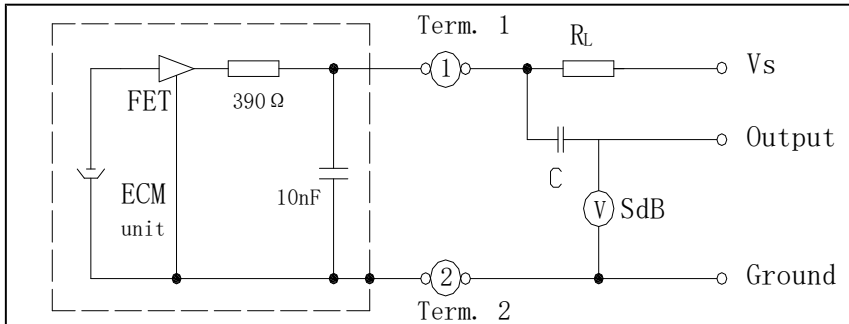 Term. 1
1
RL
Vs
FET
390Ω
Output
ECM
unit
10nF
C
V
SdB
2
Ground
Term. 2